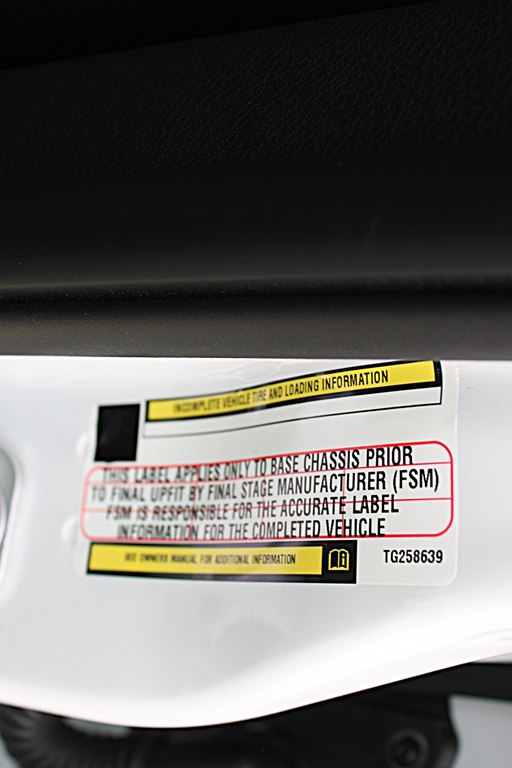 INCOMPLETE VEHICLE TIRE AND LOADING INFORMATION
THIS LABEL APPLIES ONLY TO BASE CHASSIS PRIOR
TO FINAL UPFIT BY FINAL STAGE MANUFACTURER (FSM)
FSM IS RESPONSIBLE FOR THE ACCURATE LABEL
INFORMATION FOR THE COMPLETED VEHICLE
SEE OWNERS MANUAL FOR ADDITIONAL INFORMATION
TG258639